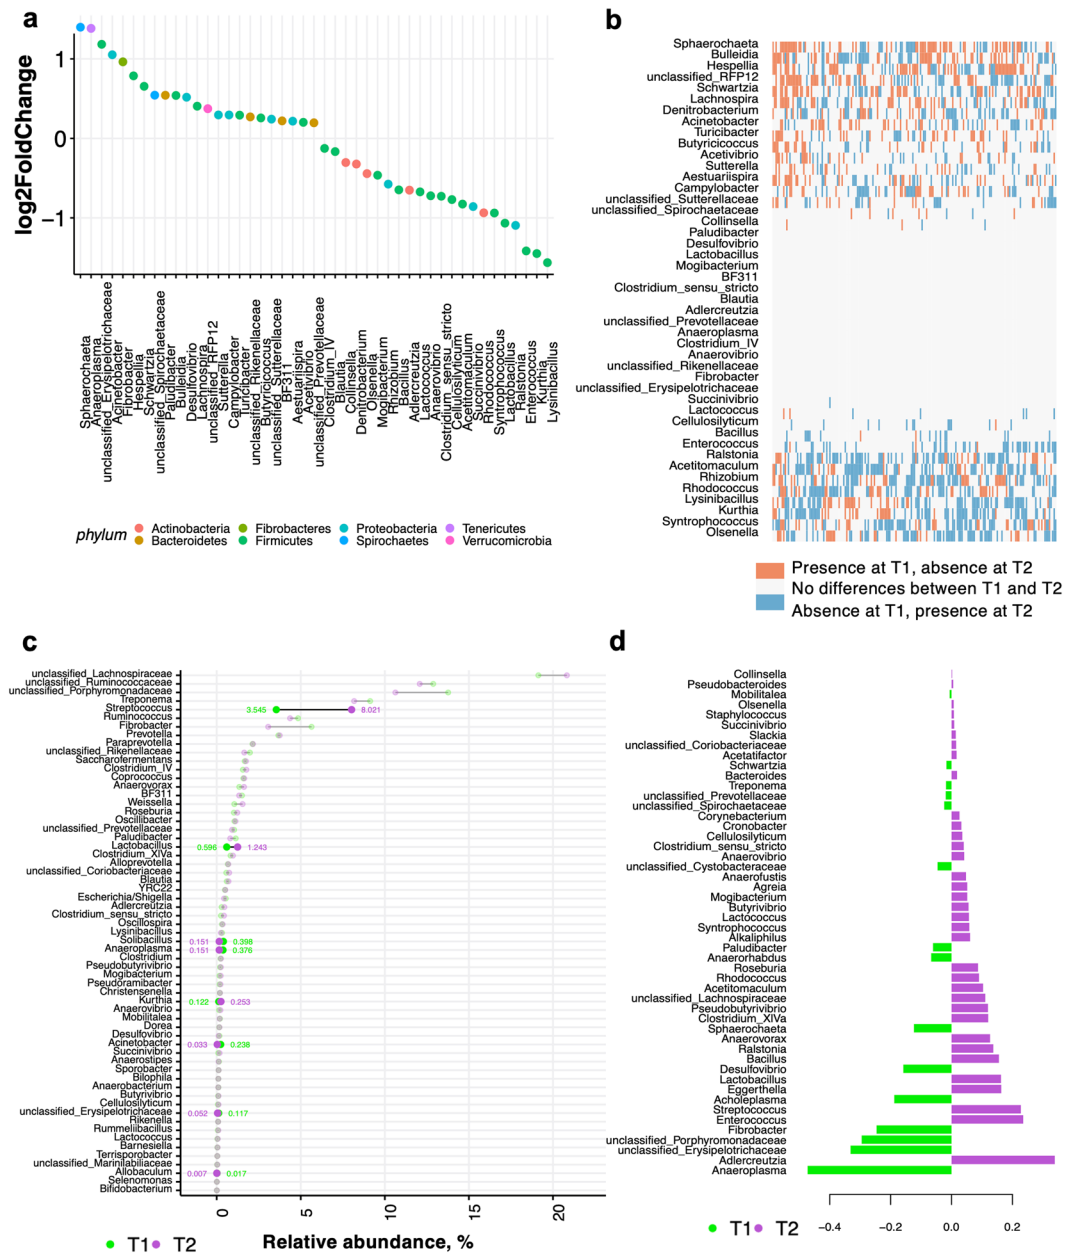 a
log2FoldChange
1
0
−1
Sphaerochaeta
Anaeroplasma
unclassified_Erysipelotrichaceae
Acinetobacter
Fibrobacter
Hespellia
Schwartzia
unclassified_Spirochaetaceae
Paludibacter
Bulleidia
Desulfovibrio
Lachnospira
unclassified_RFP12
Sutterella
Campylobacter
Turicibacter
unclassified_Rikenellaceae
Butyricicoccus
unclassified_Sutterellaceae
BF311
Aestuariispira
Acetivibrio
unclassified_Prevotellaceae
Clostridium_IV
Blautia
Collinsella
Denitrobacterium
Olsenella
Mogibacterium
Rhizobium
Bacillus
Adlercreutzia
Lactococcus
Anaerovibrio
Clostridium_sensu_stricto
Cellulosilyticum
Acetitomaculum
Succinivibrio
Rhodococcus
Syntrophococcus
Lactobacillus
Ralstonia
Enterococcus
Kurthia
Lysinibacillus
phylum
Actinobacteria
Fibrobacteres
Proteobacteria
Tenericutes
Bacteroidetes
Firmicutes
Spirochaetes
Verrucomicrobia
b
Sphaerochaeta
Bulleidia
Hespellia
unclassified_RFP12
Schwartzia
Lachnospira
Denitrobacterium
Acinetobacter
Turicibacter
Butyricicoccus
Acetivibrio
Sutterella
Aestuariispira
Campylobacter
unclassified_Sutterellaceae
unclassified_Spirochaetaceae
Collinsella
Paludibacter
Desulfovibrio
Lactobacillus
Mogibacterium
BF311
Clostridium_sensu_stricto
Blautia
Adlercreutzia
unclassified_Prevotellaceae
Anaeroplasma
Clostridium_IV
Anaerovibrio
unclassified_Rikenellaceae
Fibrobacter
unclassified_Erysipelotrichaceae
Succinivibrio
Lactococcus
Cellulosilyticum
Bacillus
Enterococcus
Ralstonia
Acetitomaculum
Rhizobium
Rhodococcus
Lysinibacillus
Kurthia
Syntrophococcus
Olsenella
Presence at T1, absence at T2
No differences between T1 and T2
Absence at T1, presence at T2
c
unclassified_Lachnospiraceae
unclassified_Ruminococcaceae
unclassified_Porphyromonadaceae
Treponema
Streptococcus 3.545 8.021
Ruminococcus
Fibrobacter
Prevotella
Paraprevotella
unclassified_Rikenellaceae
Saccharofermentans
Clostridium_IV
Coprococcus
Anaerovorax
BF311
Weissella
Roseburia
Oscillibacter
unclassified_Prevotellaceae
Paludibacter
Lactobacillus 0.596 1.243
Clostridium_XIVa
Alloprevotella
unclassified_Coriobacteriaceae
Blautia
YRC22
Escherichia/Shigella
Adlercreutzia
Clostridium_sensu_stricto
Oscillospira
Lysinibacillus
Solibacillus 0.151 0.398
Anaeroplasma 0.151 0.376
Clostridium
Pseudobutyrivibrio
Mogibacterium
Pseudoramibacter
Christensenella
Kurthia 0.122 0.253
Anaerovibrio
Mobilitalea
Dorea
Desulfovibrio
Acinetobacter 0.033 0.238
Succinivibrio
Anaerostipes
Sporobacter
Bilophila
Anaerobacterium
Butyrivibrio
Cellulosilyticum
unclassified_Erysipelotrichaceae 0.052 0.117
Rikenella
Rummeliibacillus
Lactococcus
Barnesiella
Terrisporobacter
unclassified_Marinilabiliaceae
Allobaculum 0.007 0.017
Selenomonas
Bifidobacterium
0
5
10
15
20
T1 T2 Relative abundance, %
d
Collinsella
Pseudobacteroides
Mobilitalea
Olsenella
Staphylococcus
Succinivibrio
Slackia
unclassified_Coriobacteriaceae
Acetatifactor
Schwartzia
Bacteroides
Treponema
unclassified_Prevotellaceae
unclassified_Spirochaetaceae
Corynebacterium
Cronobacter
Cellulosilyticum
Clostridium_sensu_stricto
Anaerovibrio
unclassified_Cystobacteraceae
Anaerofustis
Agreia
Mogibacterium
Butyrivibrio
Lactococcus
Syntrophococcus
Alkaliphilus
Paludibacter
Anaerorhabdus
Roseburia
Rhodococcus
Acetitomaculum
unclassified_Lachnospiraceae
Pseudobutyrivibrio
Clostridium_XIVa
Sphaerochaeta
Anaerovorax
Ralstonia
Bacillus
Desulfovibrio
Lactobacillus
Eggerthella
Acholeplasma
Streptococcus
Enterococcus
Fibrobacter
unclassified_Porphyromonadaceae
unclassified_Erysipelotrichaceae
Adlercreutzia
Anaeroplasma
−0.4 −0.2 0.0 0.2
T1 T2